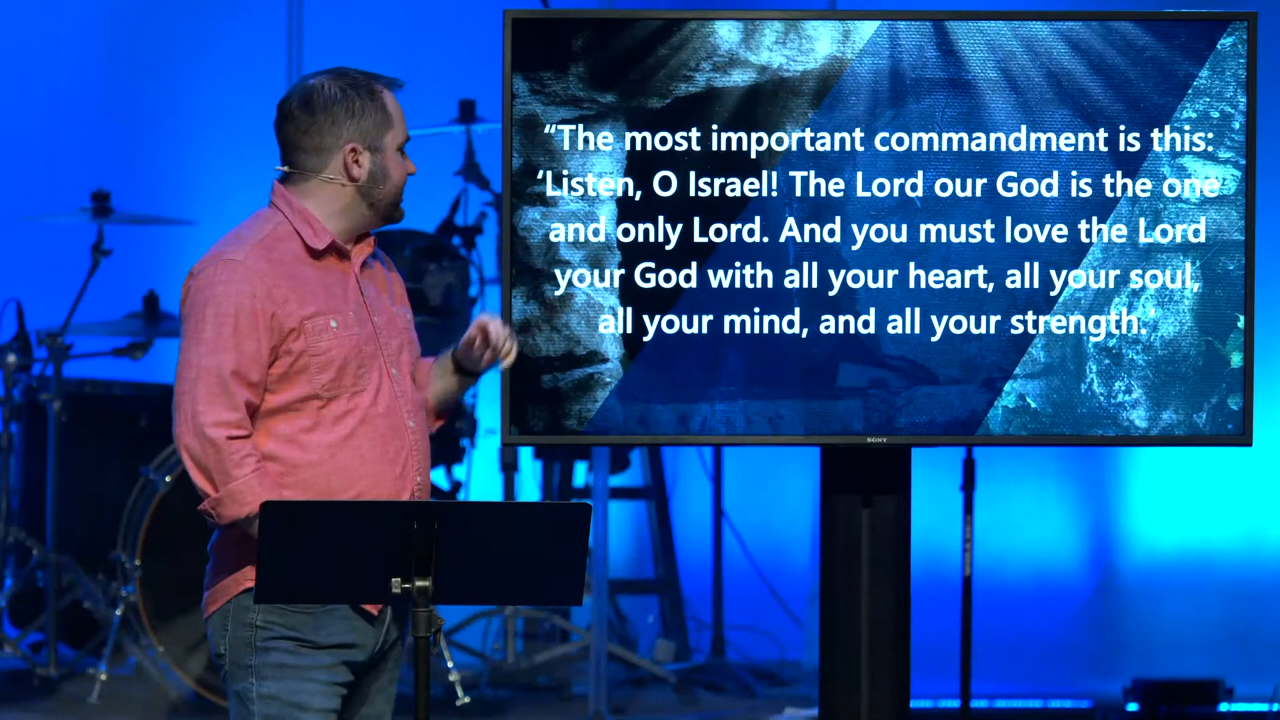 “The most important commandment is this:
‘Listen, O Israel! The Lord our God is the one
and only Lord. And you must love the Lord
your God with all your heart, all your soul,
all your mind, and all your strength.’
SONY